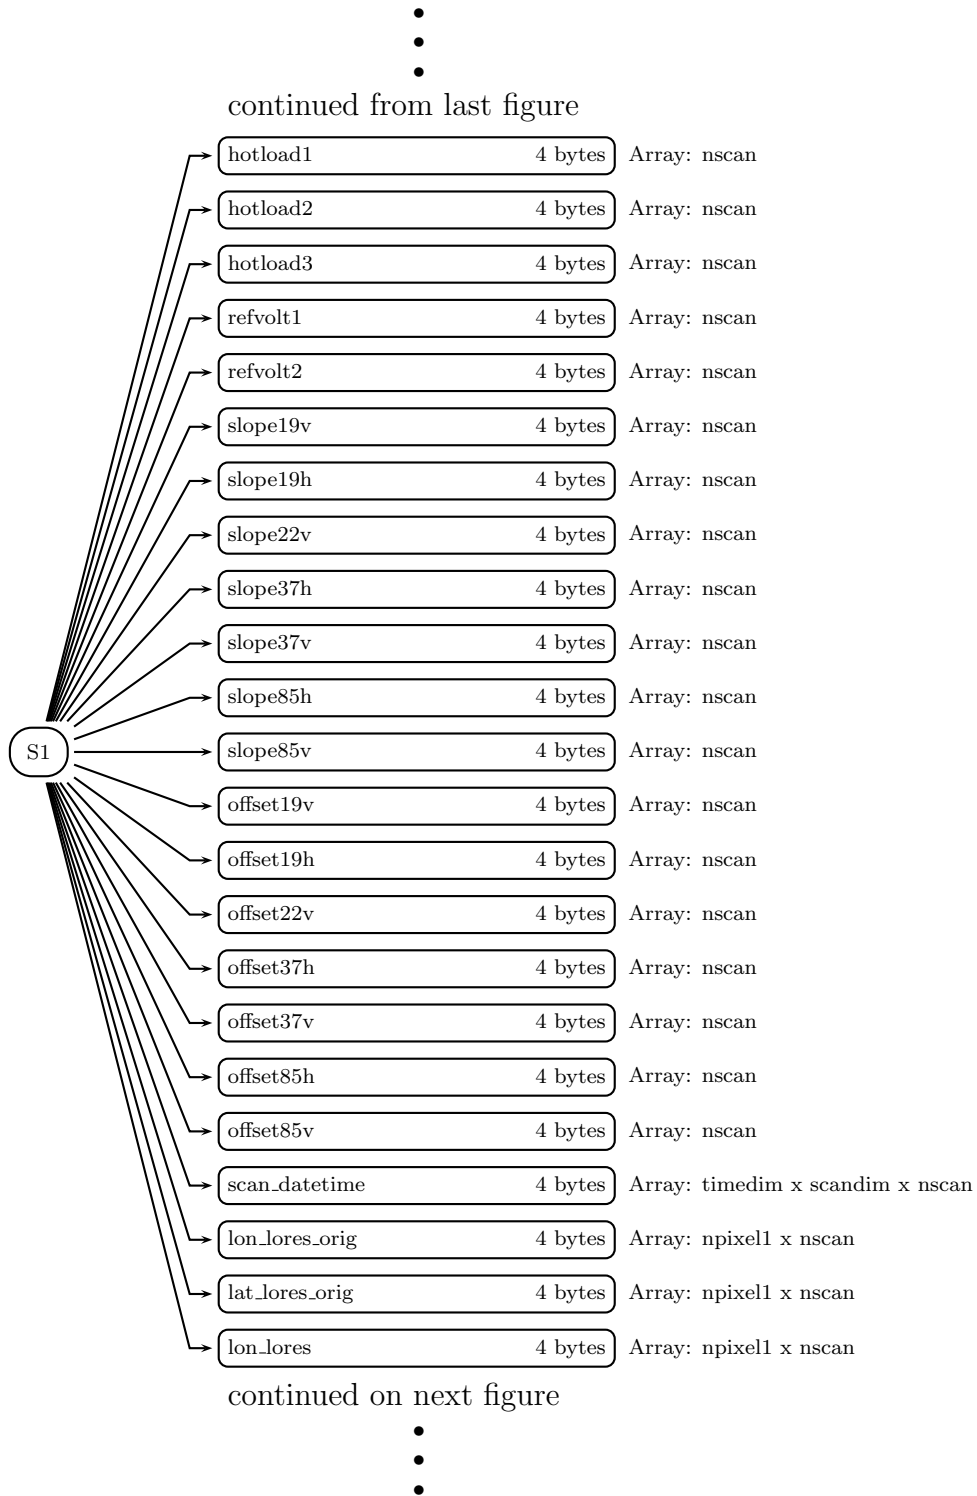 continued from last figure
hotload1 4 bytes Array: nscan
hotload2 4 bytes Array: nscan
hotload3 4 bytes Array: nscan
refvolt1 4 bytes Array: nscan
refvolt2 4 bytes Array: nscan
slope19v 4 bytes Array: nscan
slope19h 4 bytes Array: nscan
slope22v 4 bytes Array: nscan
slope37h 4 bytes Array: nscan
slope37v 4 bytes Array: nscan
slope85h 4 bytes Array: nscan
S1 slope85v 4 bytes Array: nscan
offset19v 4 bytes Array: nscan
offset19h 4 bytes Array: nscan
offset22v 4 bytes Array: nscan
offset37h 4 bytes Array: nscan
offset37v 4 bytes Array: nscan
offset85h 4 bytes Array: nscan
offset85v 4 bytes Array: nscan
scan_datetime 4 bytes Array: timedim x scandim x nscan
lon_lores_orig 4 bytes Array: npixel1 x nscan
lat_lores_orig 4 bytes Array: npixel1 x nscan
lon_lores 4 bytes Array: npixel1 x nscan
continued on next figure